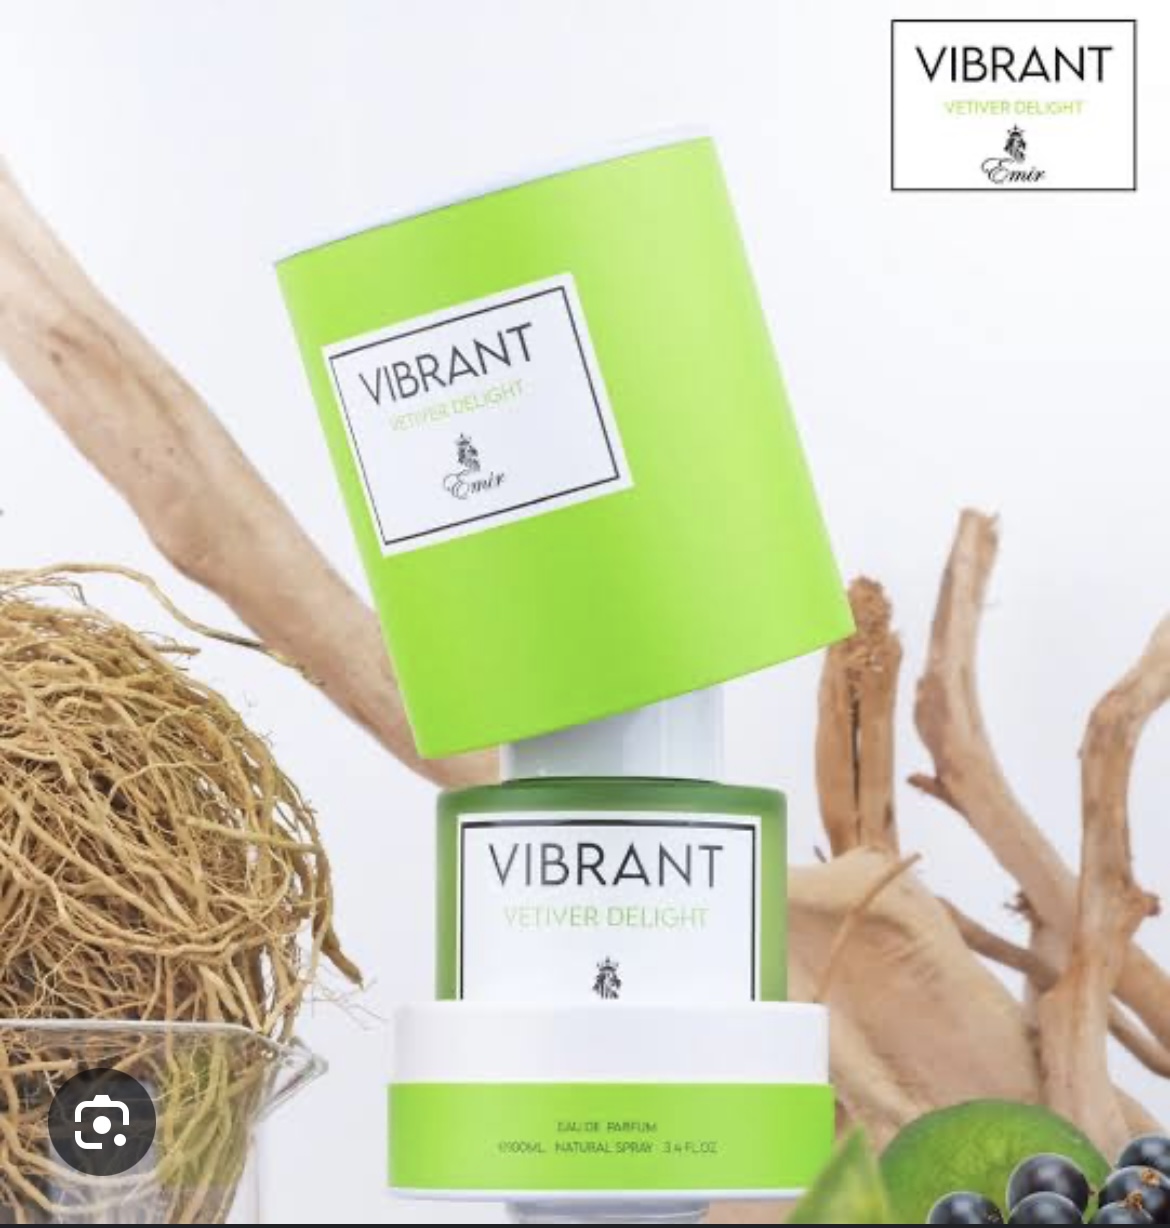 VIBRANT
VETIVER DELIGHT
Emir
VIBRANT
VETIVER DELIGHT
Emir
VIBRANT
VETIVER DELIGHT
EAU DE PARFUM
℮100ML NATURAL SPRAY 3.4 FL.OZ